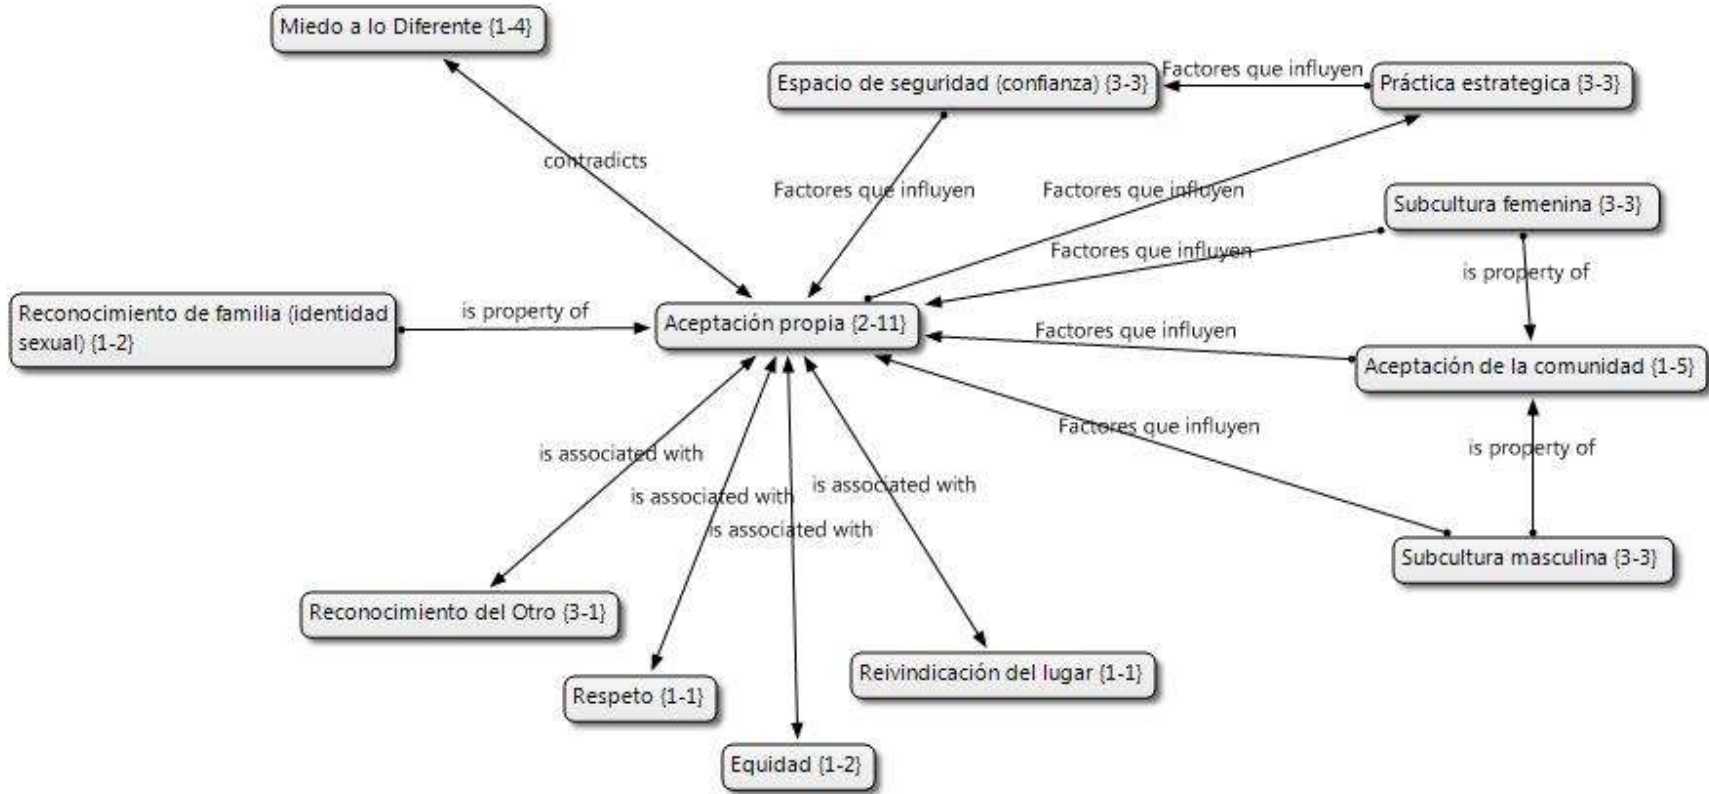 Miedo a lo Diferente {1-4}
Espacio de seguridad (confianza) {3-3}
Factores que influyen
Práctica estrategica {3-3}
contradicts
Factores que influyen
Factores que influyen
Subcultura femenina {3-3}
Factores que influyen
is property of
Reconocimiento de familia (identidad
sexual) {1-2}
is property of
Aceptación propia {2-11}
Factores que influyen
Aceptación de la comunidad {1-5}
Factores que influyen
is property of
is associated with
is associated with
is associated with
is associated with
Subcultura masculina {3-3}
Reconocimiento del Otro {3-1}
Respeto {1-1}
Reivindicación del lugar {1-1}
Equidad {1-2}